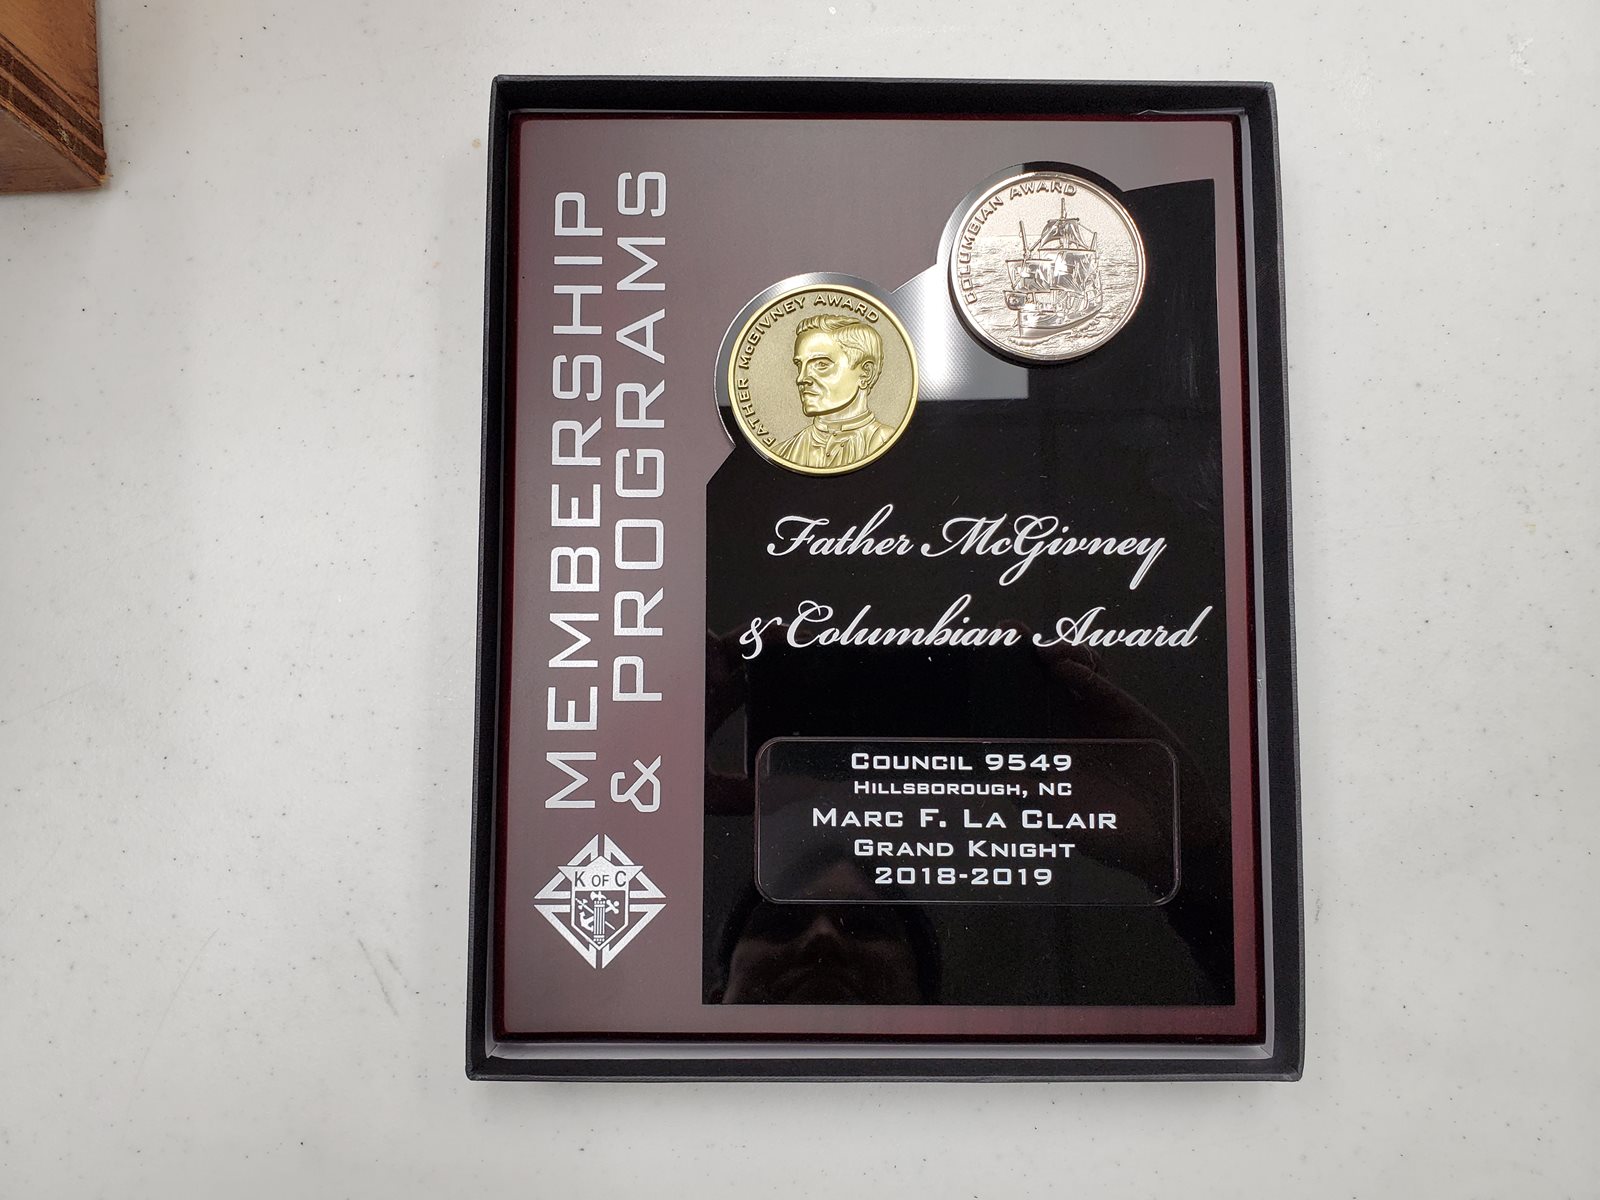 MEMBERSHIP
& PROGRAMS
K OF C
FATHER McGIVNEY AWARD
COLUMBIAN AWARD
Father McGivney
& Columbian Award
COUNCIL 9549
HILLSBOROUGH, NC
MARC F. LA CLAIR
GRAND KNIGHT
2018-2019